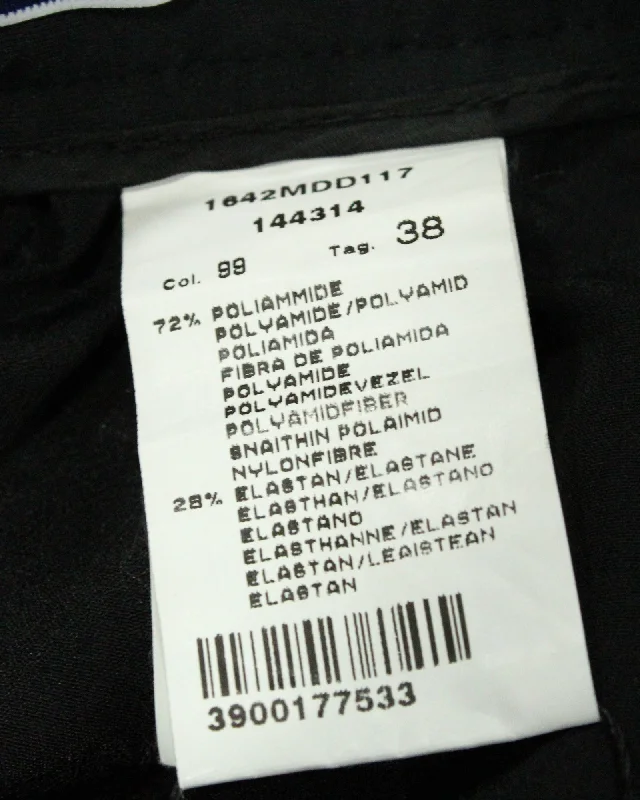 1642MDD117
144314
Col. 99 Tag. 38
72% POLIAMMIDE
POLYAMIDE/POLYAMID
POLIAMIDA
FIBRA DE POLIAMIDA
POLYAMIDE
POLYAMIDEVEZEL
POLYAMIDFIBER
SNAITHIN POLAIMID
NYLONFIBRE
28% ELASTAN/ELASTANE
ELASTHAN/ELASTANO
ELASTANO
ELASTHANNE/ELASTAN
ELASTAN/LEAISTEAN
ELASTAN
3900177533